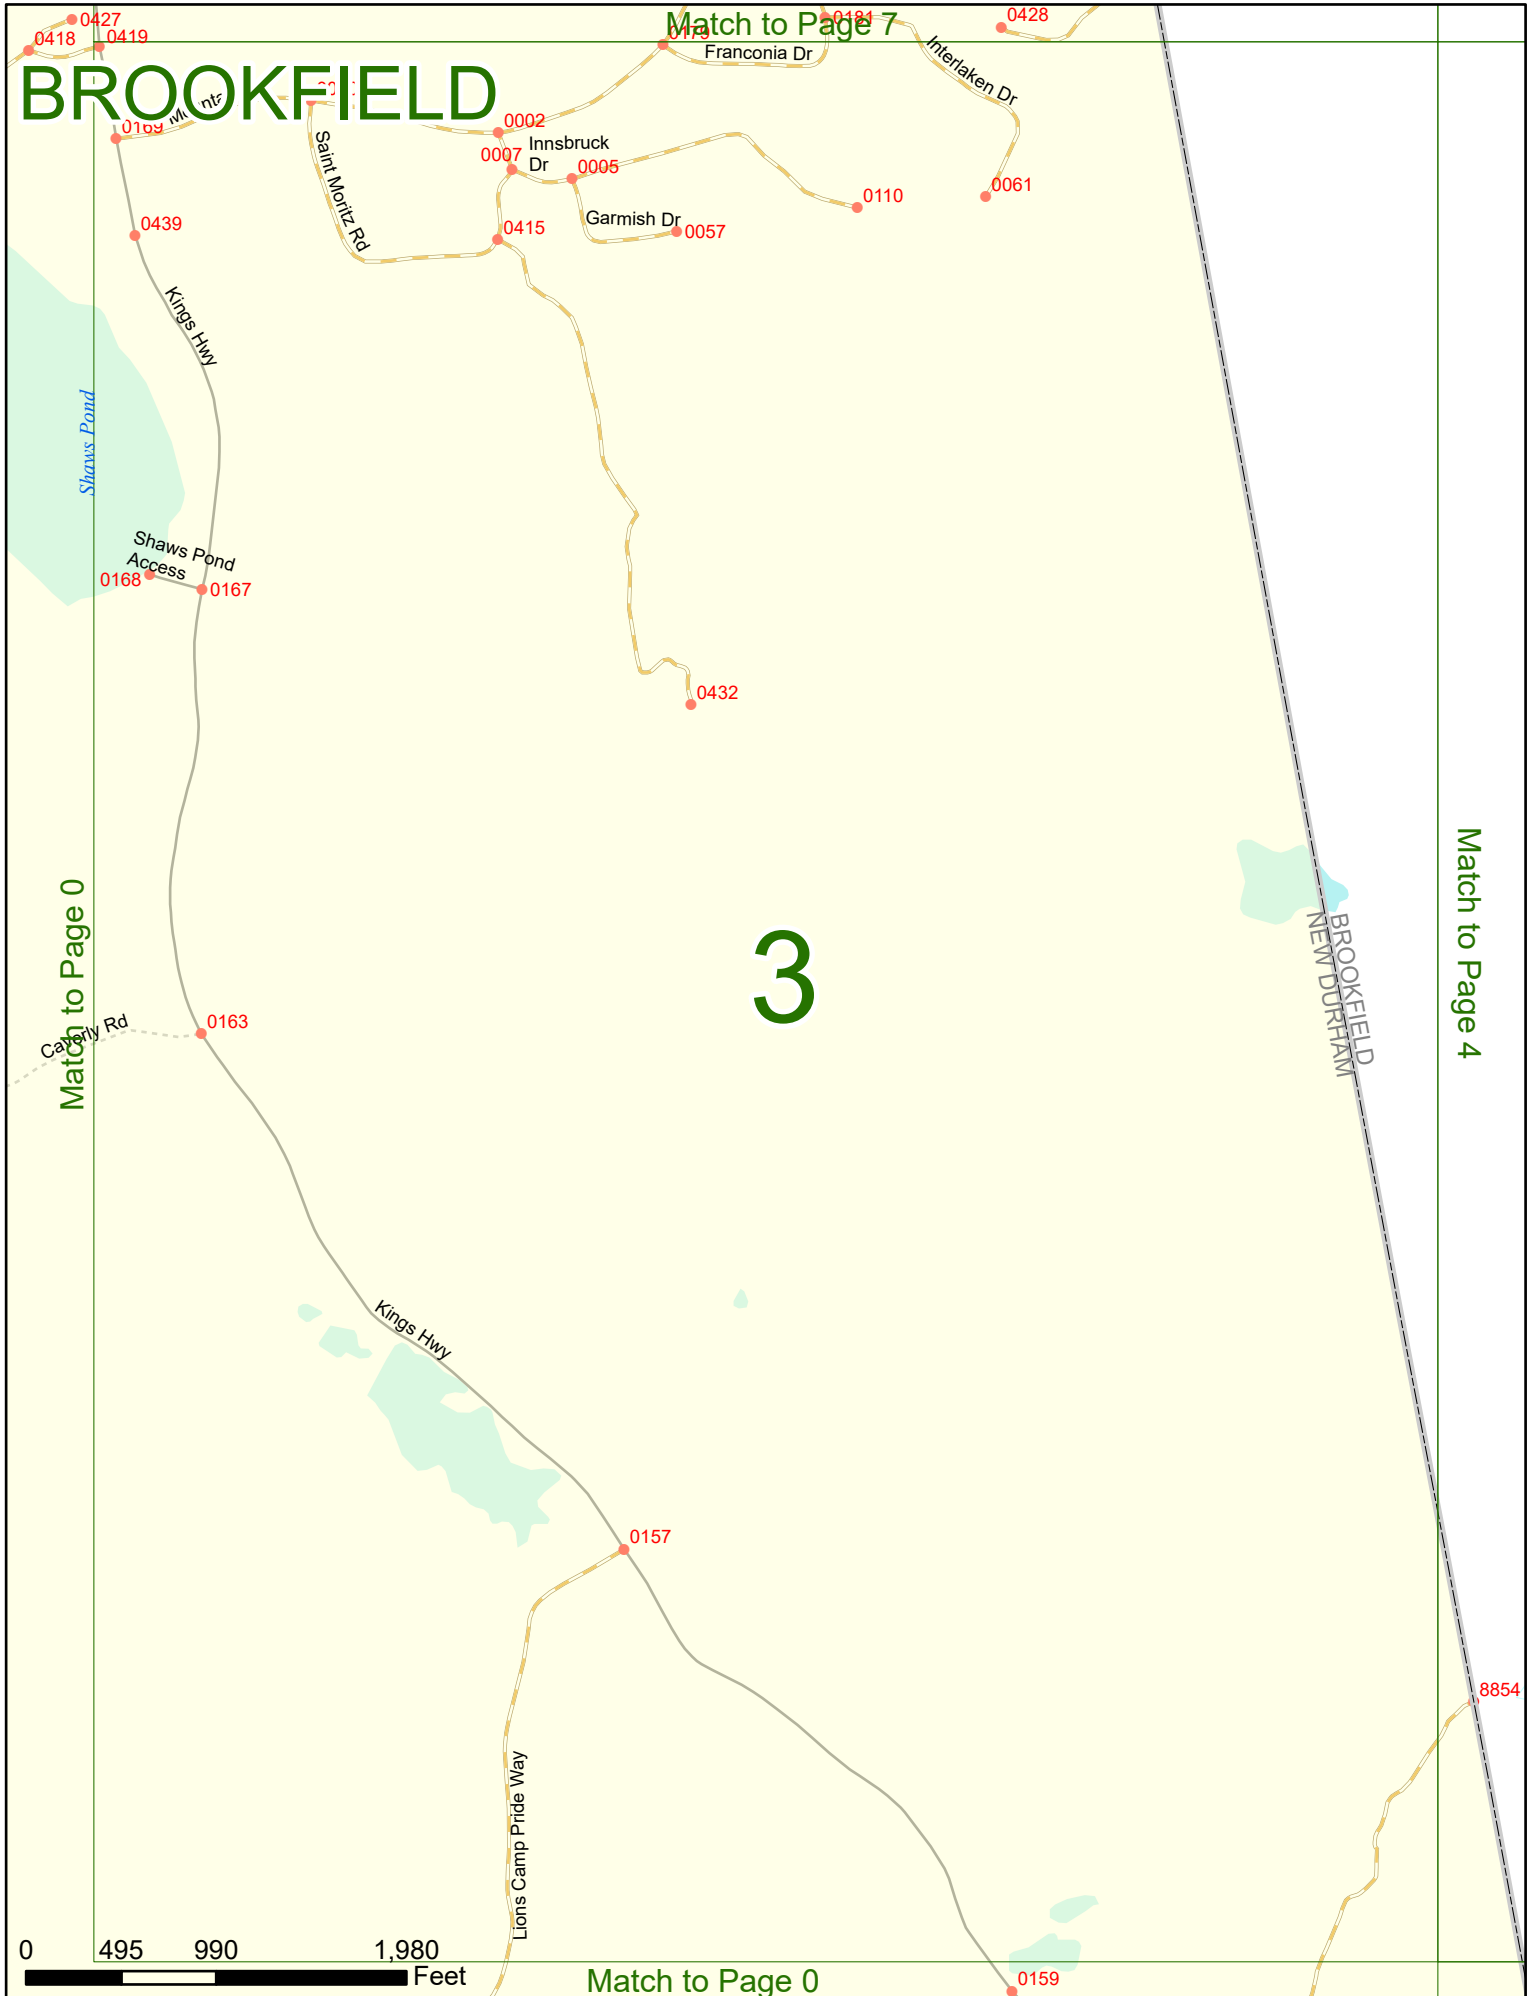 0427
0418
0419
Match to Page 7
0181
0428
Franconia Dr
Interlaken Dr
BROOKFIELD
0169
0002
Innsbruck
Dr
0007
0005
Saint Moritz Rd
0110
0061
Garmish Dr
0057
0415
0439
Kings Hwy
Shaws Pond
Shaws Pond
Access
0168
0167
0432
Match to Page 0
3
Match to Page 4
BROOKFIELD
NEW DURHAM
0163
Caverly Rd
Kings Hwy
0157
8854
Lions Camp Pride Way
0 495 990 1,980
Feet
Match to Page 0
0159